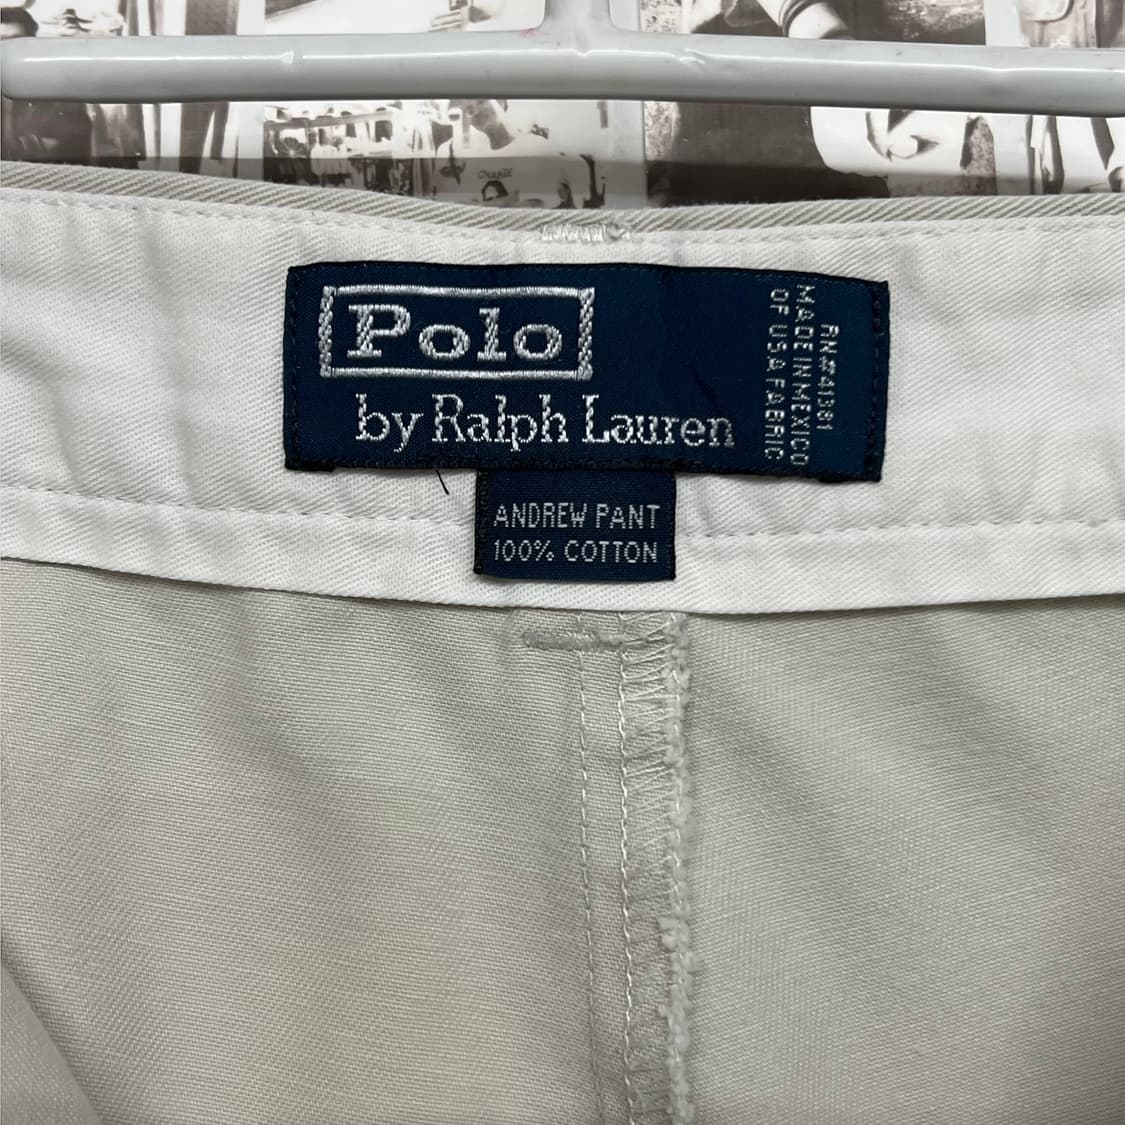 Polo
by Ralph Lauren
RN#41381
MADE IN MEXICO
OF USA FABRIC
ANDREW PANT
100% COTTON